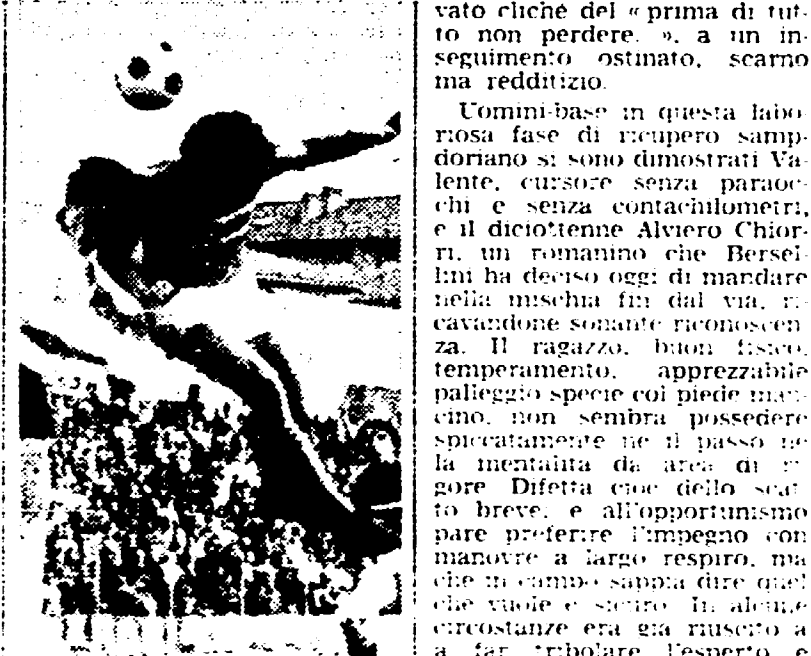 vato cliché del « prima di tut-
to non perdere. », a un in-
seguimento ostinato, scarno
ma redditizio.
Uomini-base in questa labo-
riosa fase di ricupero samp-
doriano si sono dimostrati Va-
lente, cursore senza paraoc-
chi e senza contachilometri,
e il diciottenne Alviero Chior-
ri, un romanino che Bersel-
lini ha deciso oggi di mandare
nella mischia fin dal via, ri-
cavandone sonante riconoscen-
za. Il ragazzo, buon fisico,
temperamento, apprezzabile
palleggio specie col piede man-
cino, non sembra possedere
spiccatamente né il passo né
la mentalità da area di ri-
gore Difetta cioè dello scat-
to breve, e all'opportunismo
pare preferire l'impegno con
manovre a largo respiro, ma
che in campo sappia dire quel
che vuole è sicuro. In alcune
circostanze era già riuscito a
a far tribolare l'esperto e